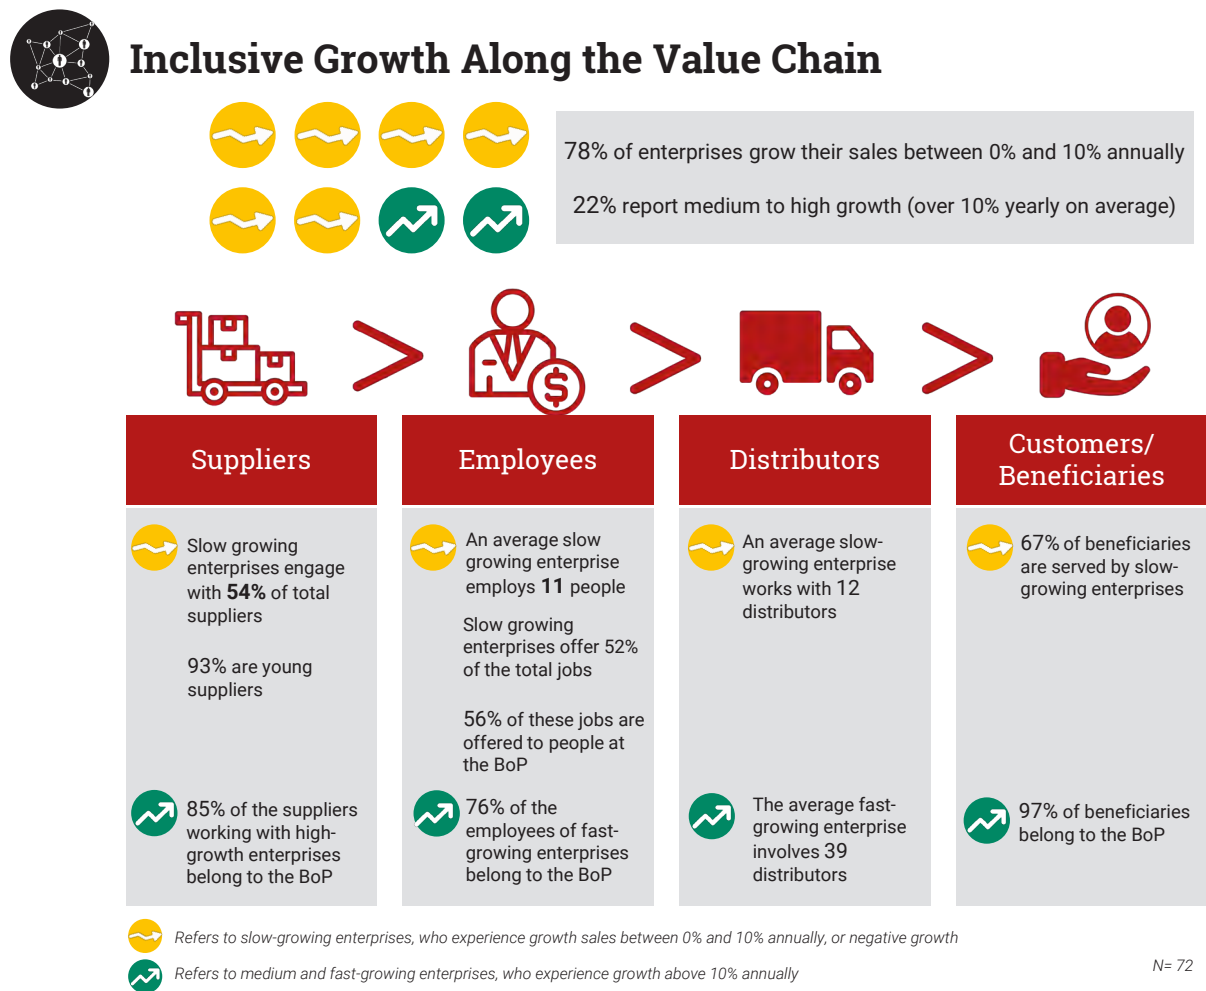 Inclusive Growth Along the Value Chain
78% of enterprises grow their sales between 0% and 10% annually
22% report medium to high growth (over 10% yearly on average)
Suppliers
Slow growing
enterprises engage
with 54% of total
suppliers
93% are young
suppliers
85% of the suppliers
working with high-
growth enterprises
belong to the BoP
Employees
An average slow
growing enterprise
employs 11 people
Slow growing
enterprises offer 52%
of the total jobs
56% of these jobs are
offered to people at
the BoP
76% of the
employees of fast-
growing enterprises
belong to the BoP
Distributors
An average slow-
growing enterprise
works with 12
distributors
The average fast-
growing enterprise
involves 39
distributors
Customers/
Beneficiaries
67% of beneficiaries
are served by slow-
growing enterprises
97% of beneficiaries
belong to the BoP
Refers to slow-growing enterprises, who experience growth sales between 0% and 10% annually, or negative growth
Refers to medium and fast-growing enterprises, who experience growth above 10% annually
N= 72